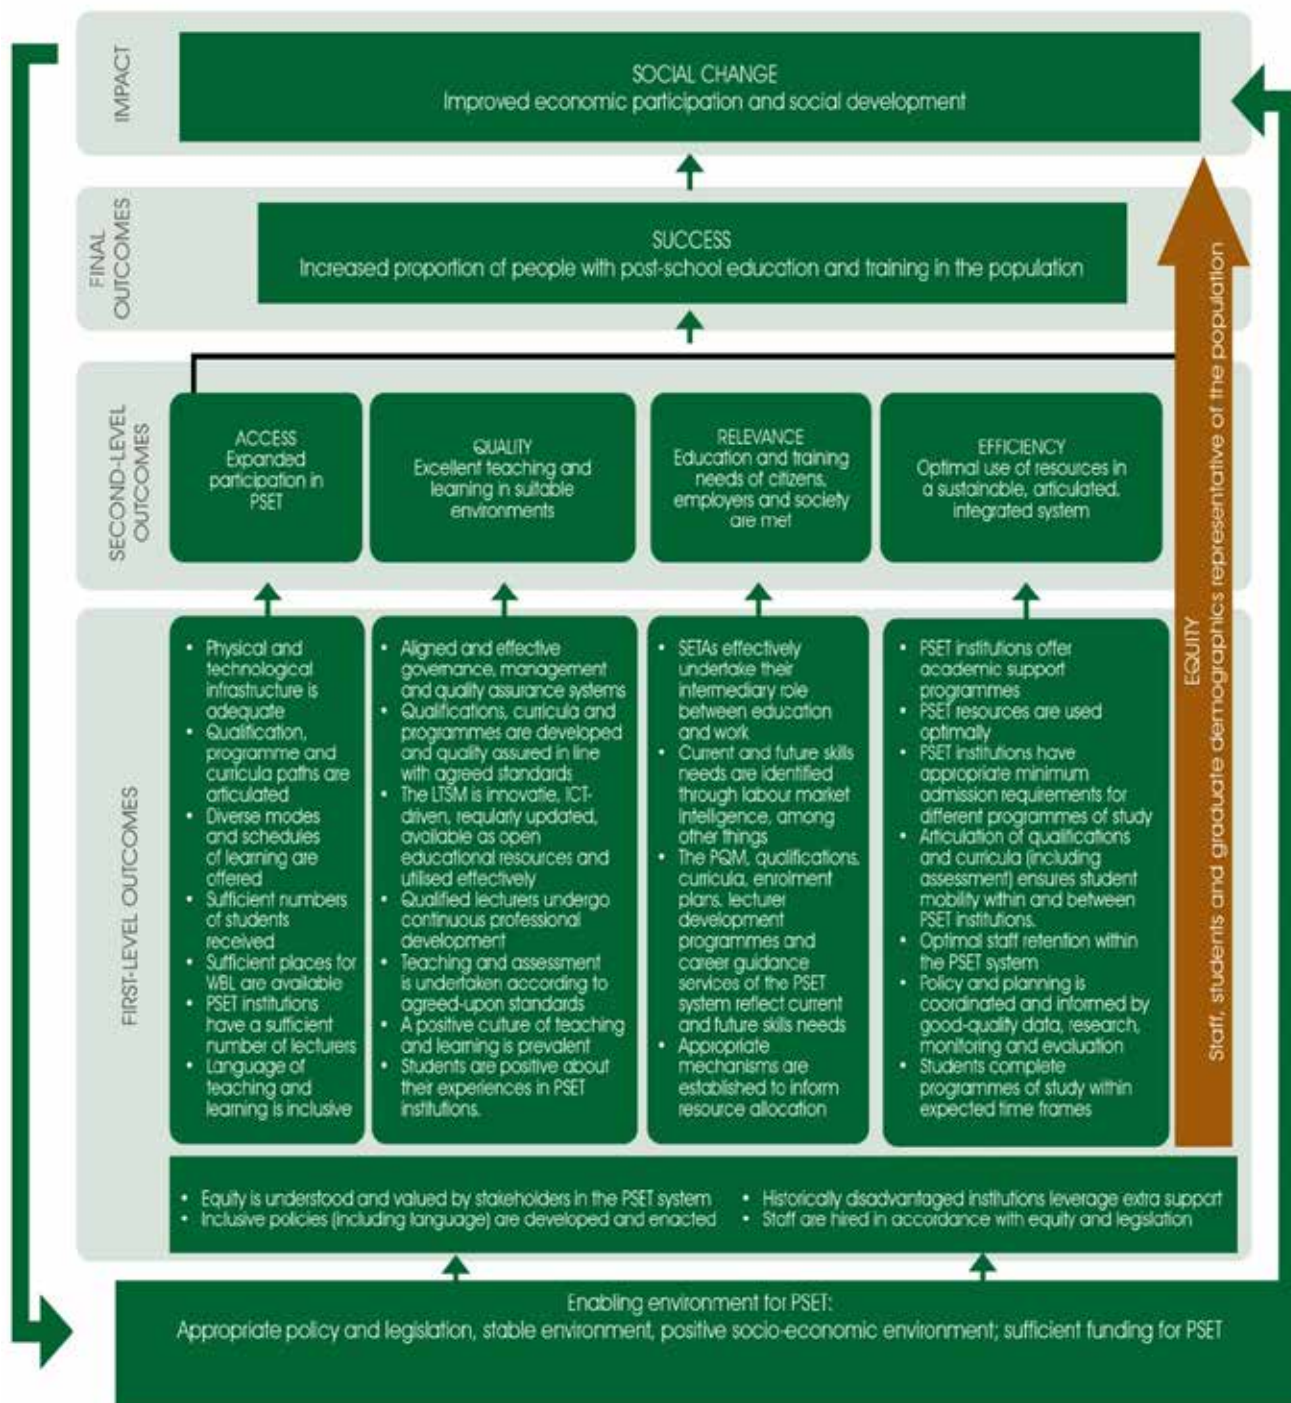 IMPACT
SOCIAL CHANGE
Improved economic participation and social development
FINAL
OUTCOMES
SUCCESS
Increased proportion of people with post-school education and training in the population
SECOND-LEVEL
OUTCOMES
ACCESS
Expanded
participation in
PSET
QUALITY
Excellent teaching and
learning in suitable
environments
RELEVANCE
Education and training
needs of citizens,
employers and society
are met
EFFICIENCY
Optimal use of resources in
a sustainable, articulated,
integrated system
EQUITY
Staff, students and graduate demographics representative of the population
FIRST-LEVEL OUTCOMES
• Physical and
technological
infrastructure is
adequate
• Qualification,
programme and
curricula paths are
articulated
• Diverse modes
and schedules
of learning are
offered
• Sufficient numbers
of students
received
• Sufficient places for
WBL are available
• PSET institutions
have a sufficient
number of lecturers
• Language of
teaching and
learning is inclusive
• Aligned and effective
governance, management
and quality assurance systems
• Qualifications, curricula and
programmes are developed
and quality assured in line
with agreed standards
• The LTSM is innovatie, ICT-
driven, regularly updated,
available as open
educational resources and
utilised effectively
• Qualified lecturers undergo
continuous professional
development
• Teaching and assessment
is undertaken according to
agreed-upon standards
• A positive culture of teaching
and learning is prevalent
• Students are positive about
their experiences in PSET
institutions.
• SETAs effectively
undertake their
intermediary role
between education
and work
• Current and future skills
needs are identified
through labour market
intelligence, among
other things
• The PQM, qualifications,
curricula, enrolment
plans, lecturer
development
programmes and
career guidance
services of the PSET
system reflect current
and future skills needs
• Appropriate
mechanisms are
established to inform
resource allocation
• PSET institutions offer
academic support
programmes
• PSET resources are used
optimally
• PSET institutions have
appropriate minimum
admission requirements for
different programmes of study
• Articulation of qualifications
and curricula (including
assessment) ensures student
mobility within and between
PSET institutions.
• Optimal staff retention within
the PSET system
• Policy and planning is
coordinated and informed by
good-quality data, research,
monitoring and evaluation
• Students complete
programmes of study within
expected time frames
• Equity is understood and valued by stakeholders in the PSET system
• Inclusive policies (including language) are developed and enacted
• Historically disadvantaged institutions leverage extra support
• Staff are hired in accordance with equity and legislation
Enabling environment for PSET:
Appropriate policy and legislation, stable environment, positive socio-economic environment; sufficient funding for PSET